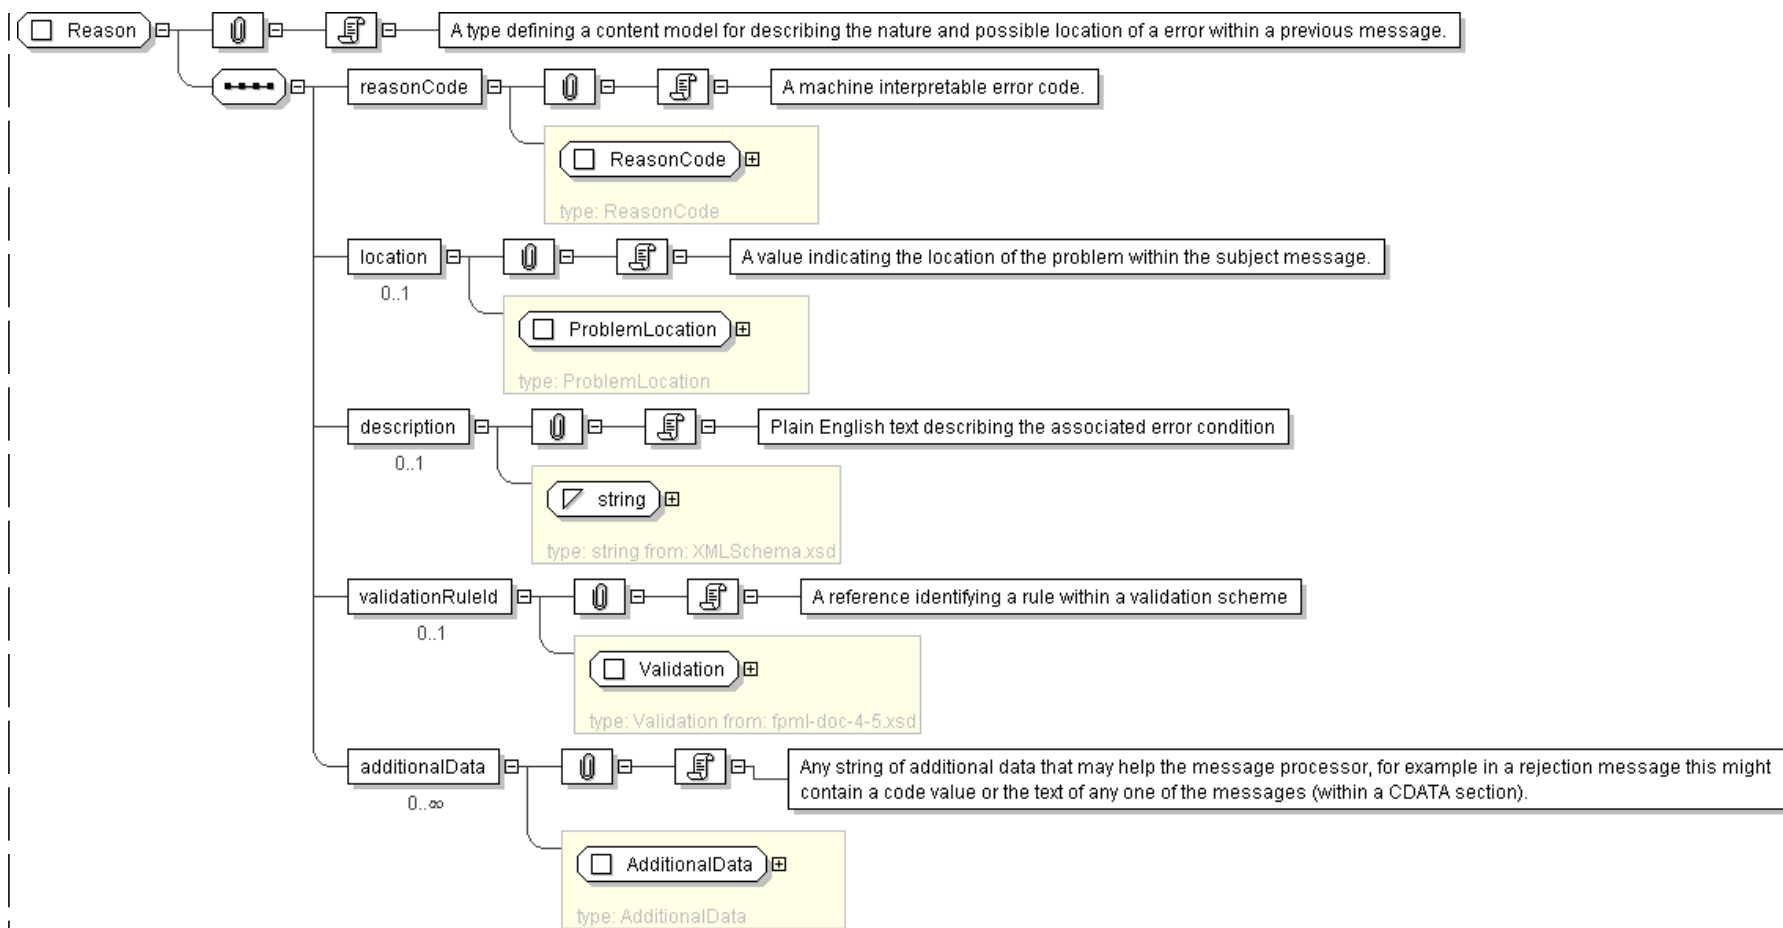 Reason
A type defining a content model for describing the nature and possible location of a error within a previous message.
reasonCode
A machine interpretable error code.
ReasonCode
type: ReasonCode
location
A value indicating the location of the problem within the subject message.
0..1
ProblemLocation
type: ProblemLocation
description
Plain English text describing the associated error condition
0..1
string
type: string from: XMLSchema.xsd
validationRuleId
A reference identifying a rule within a validation scheme
0..1
Validation
type: Validation from: fpml-doc-4-5.xsd
additionalData
Any string of additional data that may help the message processor, for example in a rejection message this might
contain a code value or the text of any one of the messages (within a CDATA section).
0..∞
AdditionalData
type: AdditionalData